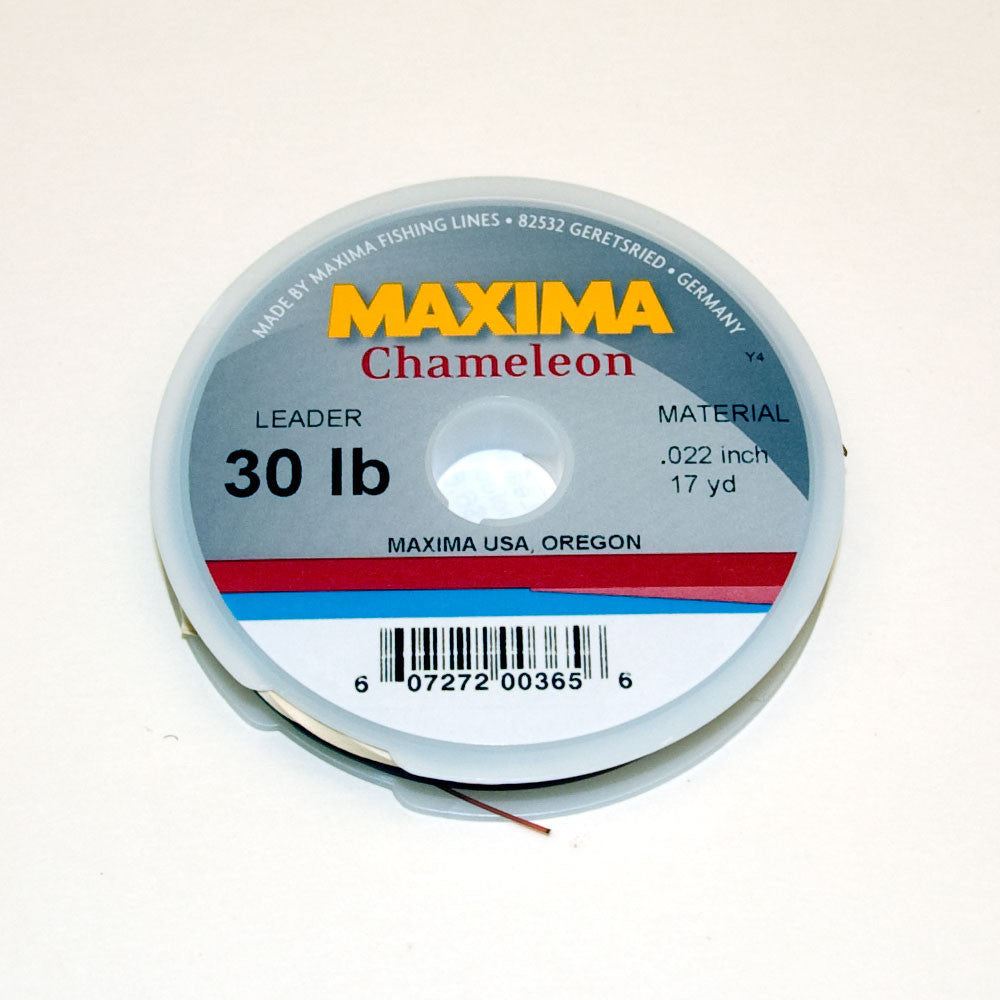 MADE BY MAXIMA FISHING LINES • 82532 GERETSRIED • GERMANY
MAXIMA
Chameleon
Y4
LEADER
MATERIAL
30 lb
.022 inch
17 yd
MAXIMA USA, OREGON
6 07272 00365 6